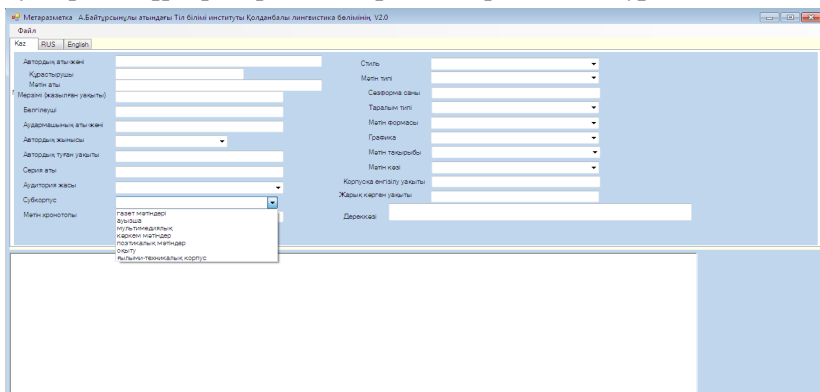 Метаразметка А.Байтұрсынұлы атындағы Тіл білімі институты Қолданбалы лингвистика бөлімінің V2.0
Файл
Kaz RUS English
Автордың аты-жөні
Құрастырушы
Мәтін аты
Мерзімі (жазылған уақыты)
Белгілеуші
Аудармашының аты-жөні
Автордың жынысы
Автордың туған уақыты
Серия аты
Аудитория жасы
Субкорпус
газет мәтіндері
ауызша
мультимедиялық
көркем мәтіндер
поэтикалық мәтіндер
оқыту
ғылыми-техникалық корпус
Мәтін хронотопы
Стиль
Мәтін типі
Сөзформа саны
Таралым типі
Мәтін формасы
Графика
Мәтін тақырыбы
Мәтін көзі
Корпусқа енгізілу уақыты
Жарық көрген уақыты
Дереккөзі